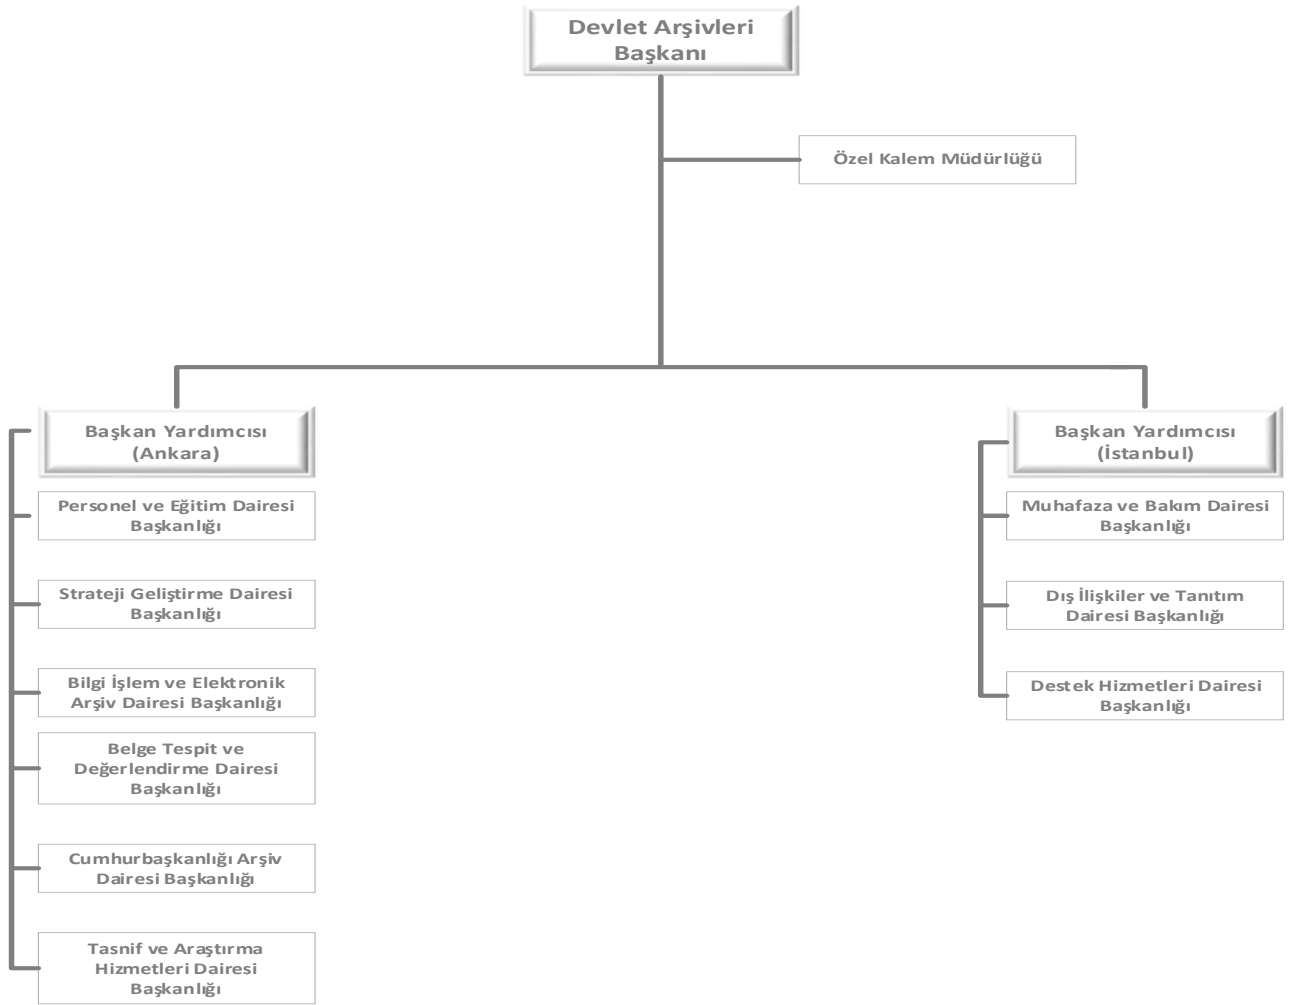 Devlet Arşivleri
Başkanı
Özel Kalem Müdürlüğü
Başkan Yardımcısı
(Ankara)
Personel ve Eğitim Dairesi
Başkanlığı
Strateji Geliştirme Dairesi
Başkanlığı
Bilgi İşlem ve Elektronik
Arşiv Dairesi Başkanlığı
Belge Tespit ve
Değerlendirme Dairesi
Başkanlığı
Cumhurbaşkanlığı Arşiv
Dairesi Başkanlığı
Tasnif ve Araştırma
Hizmetleri Dairesi
Başkanlığı
Başkan Yardımcısı
(İstanbul)
Muhafaza ve Bakım Dairesi
Başkanlığı
Dış İlişkiler ve Tanıtım
Dairesi Başkanlığı
Destek Hizmetleri Dairesi
Başkanlığı